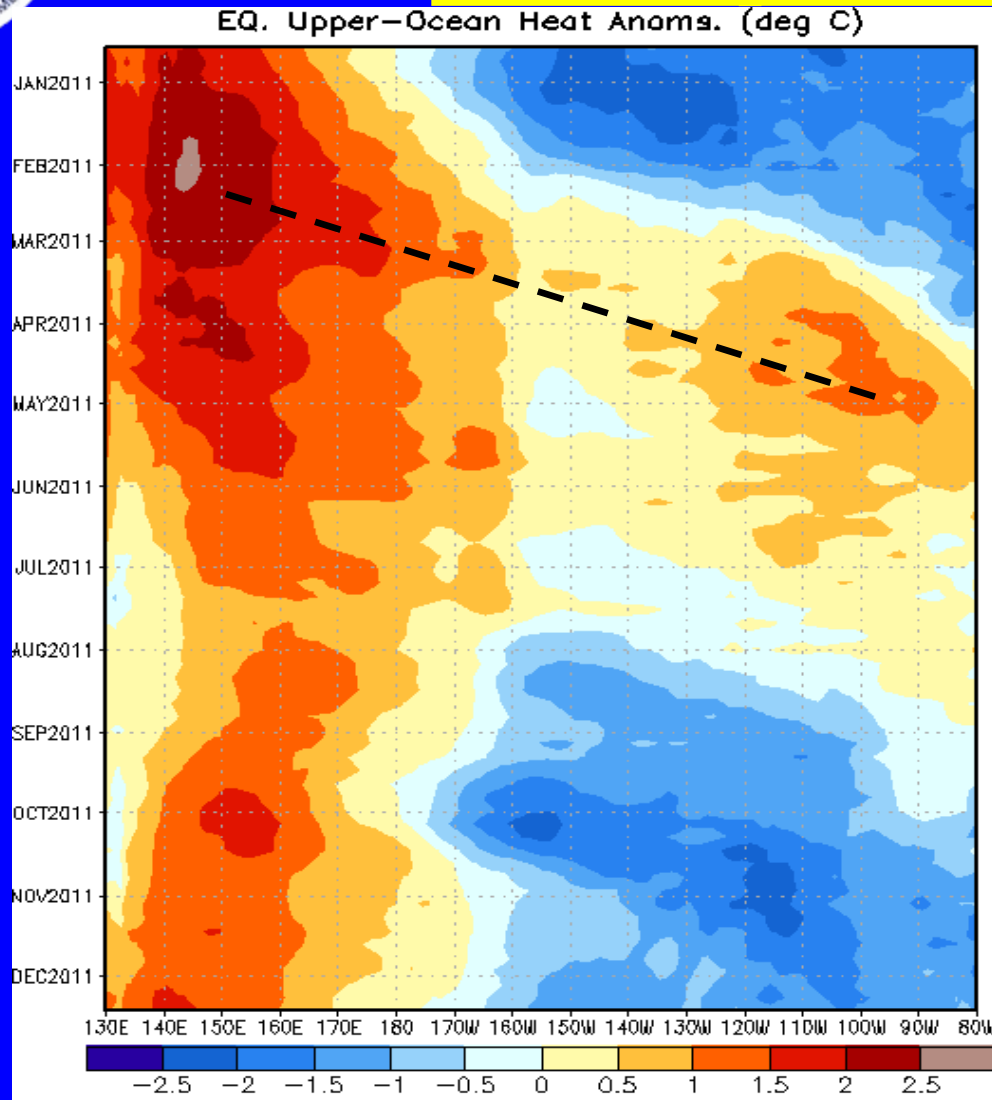 EQ. Upper-Ocean Heat Anoms. (deg C)
JAN2011
FEB2011
MAR2011
APR2011
MAY2011
JUN2011
JUL2011
AUG2011
SEP2011
OCT2011
NOV2011
DEC2011
130E 140E 150E 160E 170E 180 170W 160W 150W 140W 130W 120W 110W 100W 90W 80W
-2.5 -2 -1.5 -1 -0.5 0 0.5 1 1.5 2 2.5